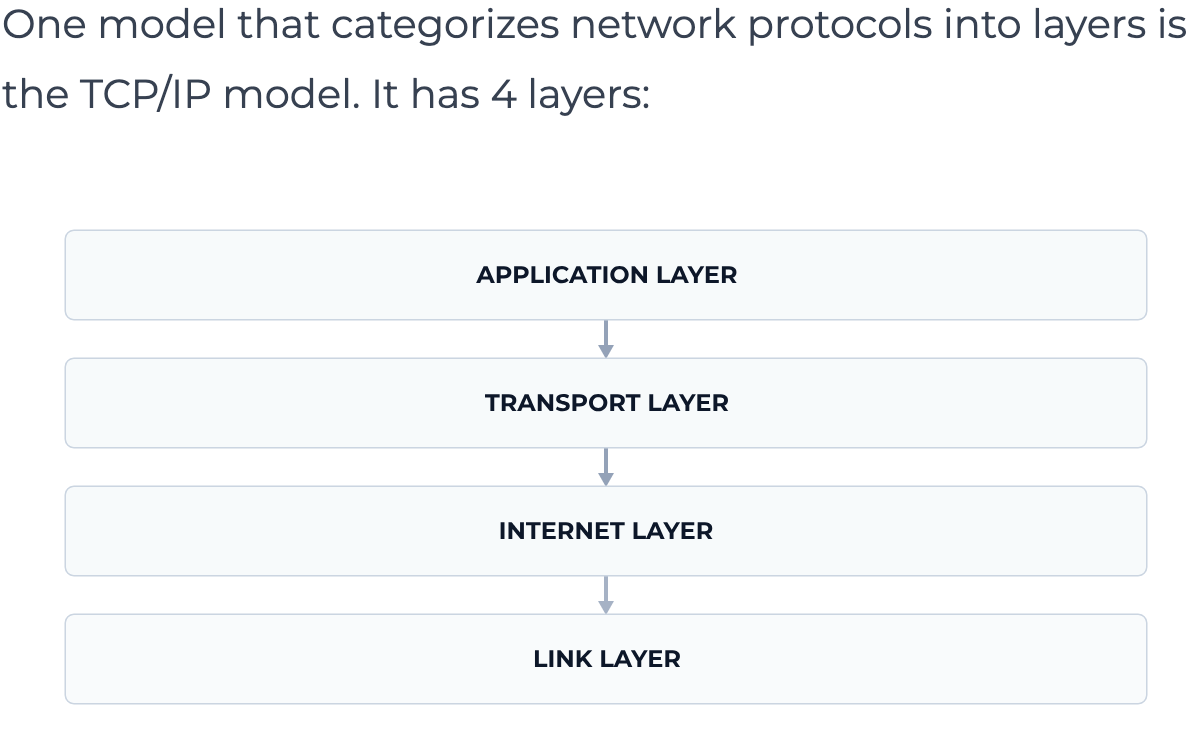 One model that categorizes network protocols into layers is
the TCP/IP model. It has 4 layers:
APPLICATION LAYER
TRANSPORT LAYER
INTERNET LAYER
LINK LAYER